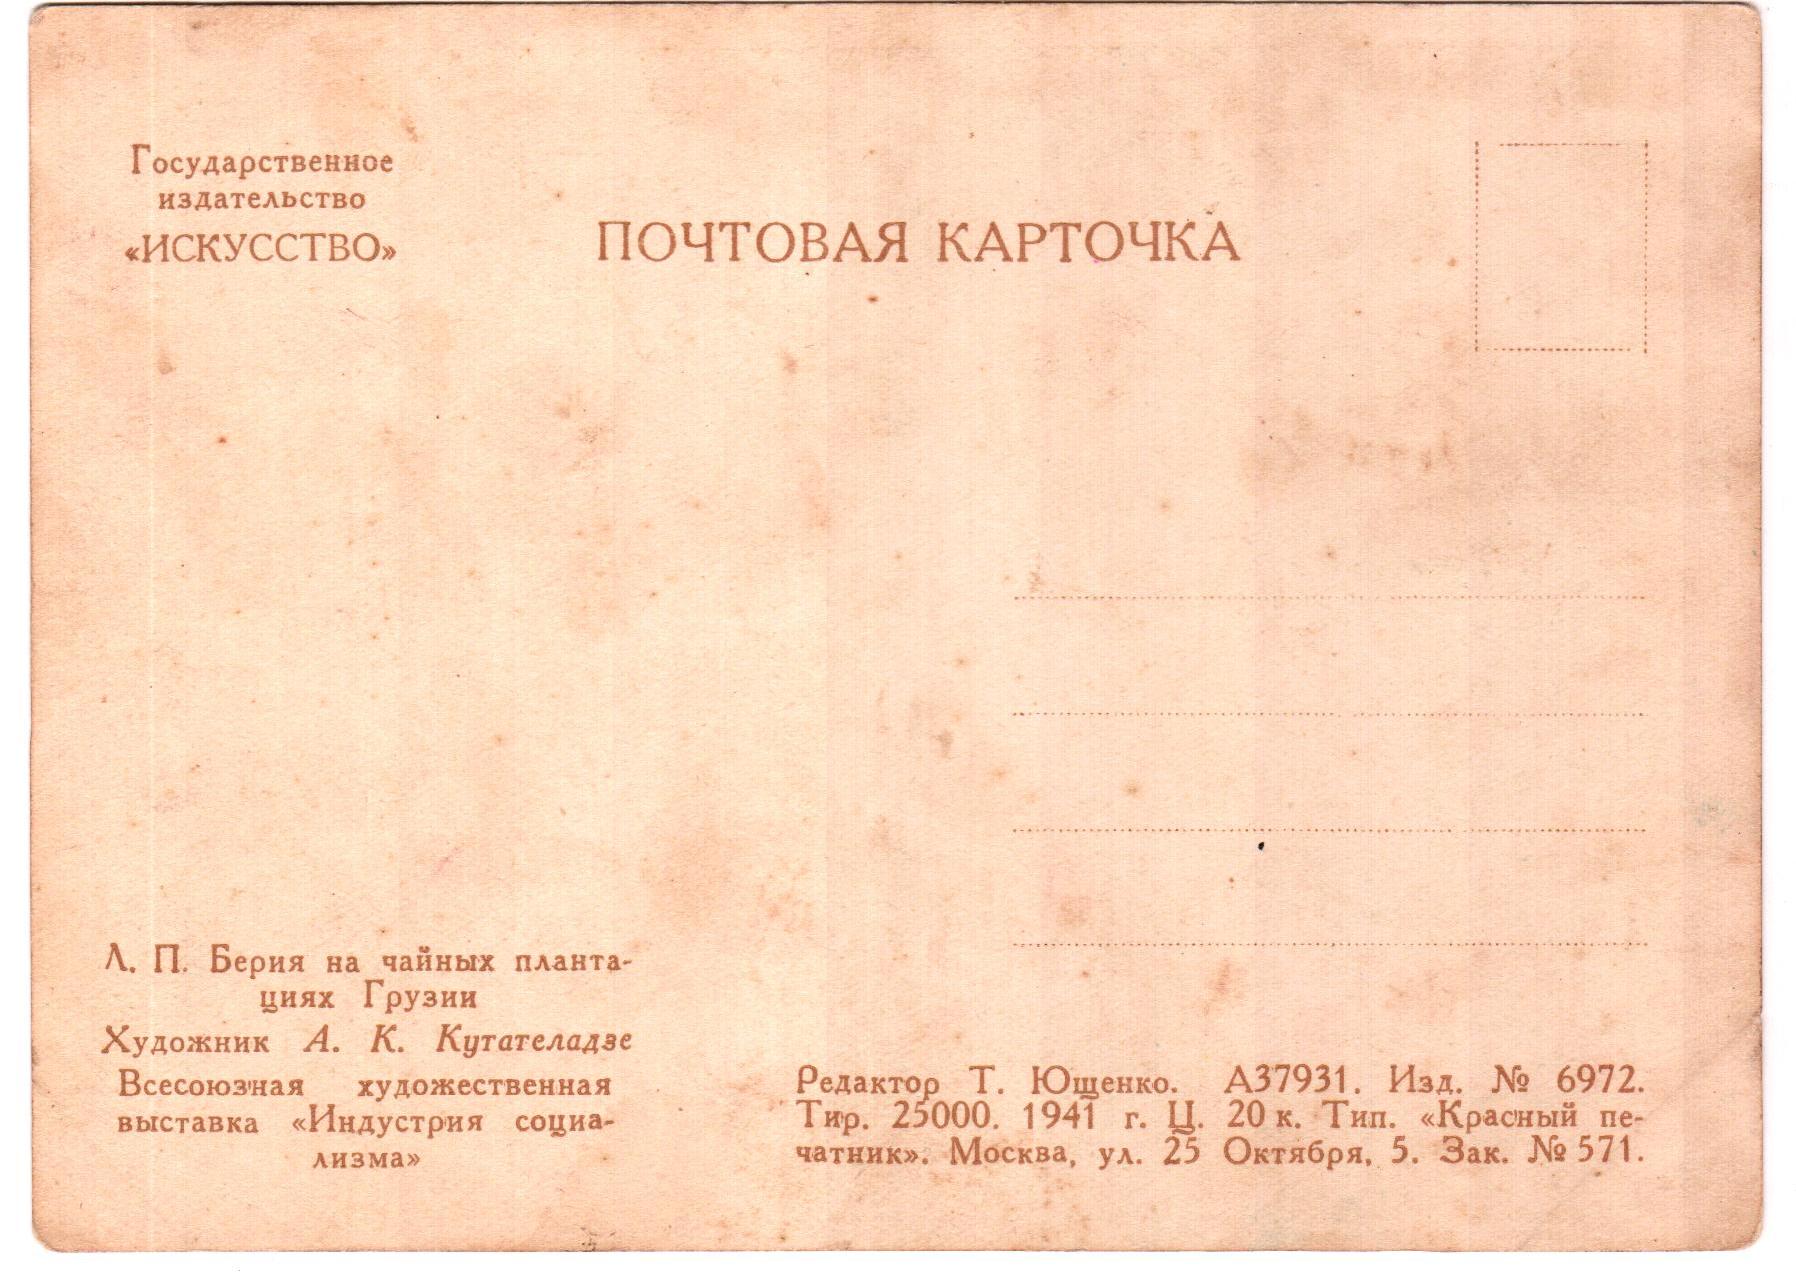 Государственное
издательство
«ИСКУССТВО»
ПОЧТОВАЯ КАРТОЧКА
Л. П. Берия на чайных планта-
циях Грузии
Художник А. К. Кутателадзе
Всесоюзная художественная
выставка «Индустрия социа-
лизма»
Редактор Т. Ющенко. А37931. Изд. № 6972.
Тир. 25000. 1941 г. Ц. 20 к. Тип. «Красный пе-
чатник». Москва, ул. 25 Октября, 5. Зак. № 571.